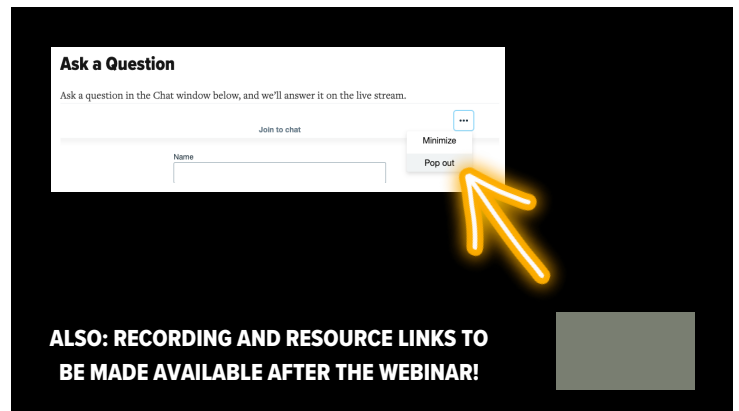 Ask a Question
Ask a question in the Chat window below, and we'll answer it on the live stream.
•••
Join to chat
Minimize
Name
Pop out
ALSO: RECORDING AND RESOURCE LINKS TO
BE MADE AVAILABLE AFTER THE WEBINAR!